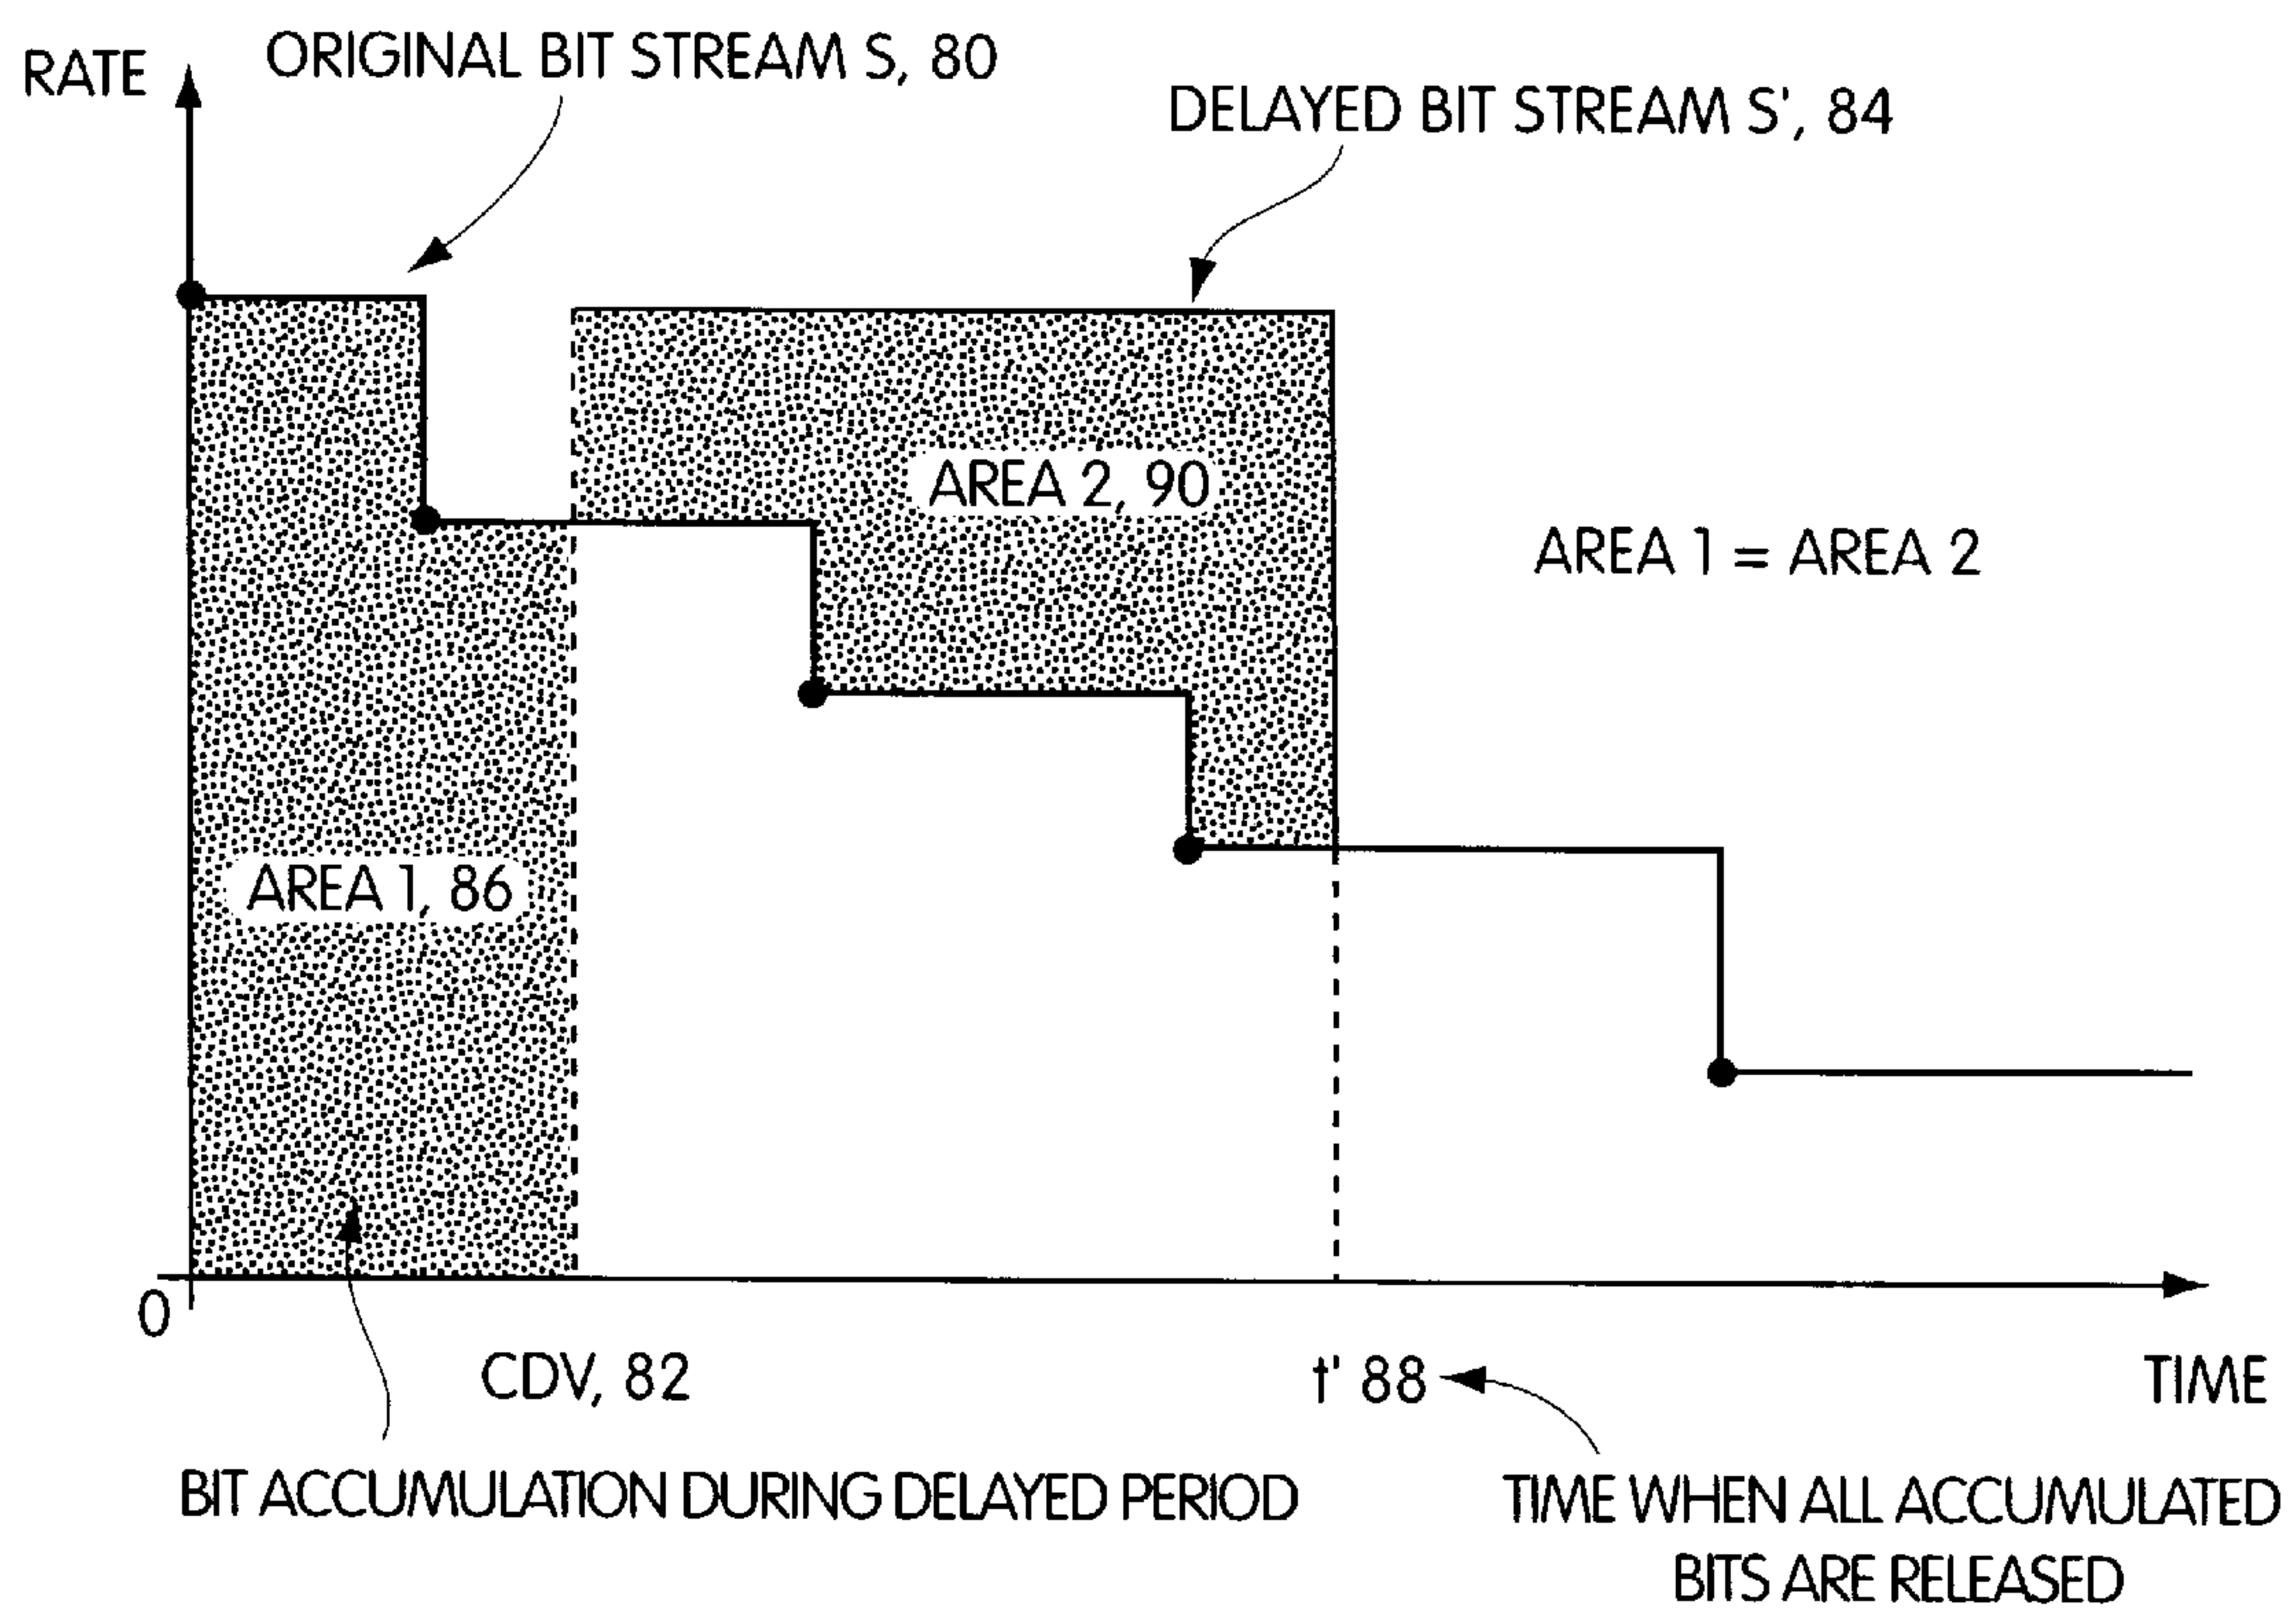 RATE
ORIGINAL BIT STREAM S, 80
DELAYED BIT STREAM S', 84
AREA 2, 90
AREA 1 = AREA 2
AREA 1, 86
0
CDV, 82
t' 88
TIME
BIT ACCUMULATION DURING DELAYED PERIOD
TIME WHEN ALL ACCUMULATED
BITS ARE RELEASED